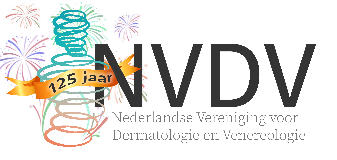 125 jaar
NVDV
Nederlandse Vereniging voor
Dermatologie en Venereologie